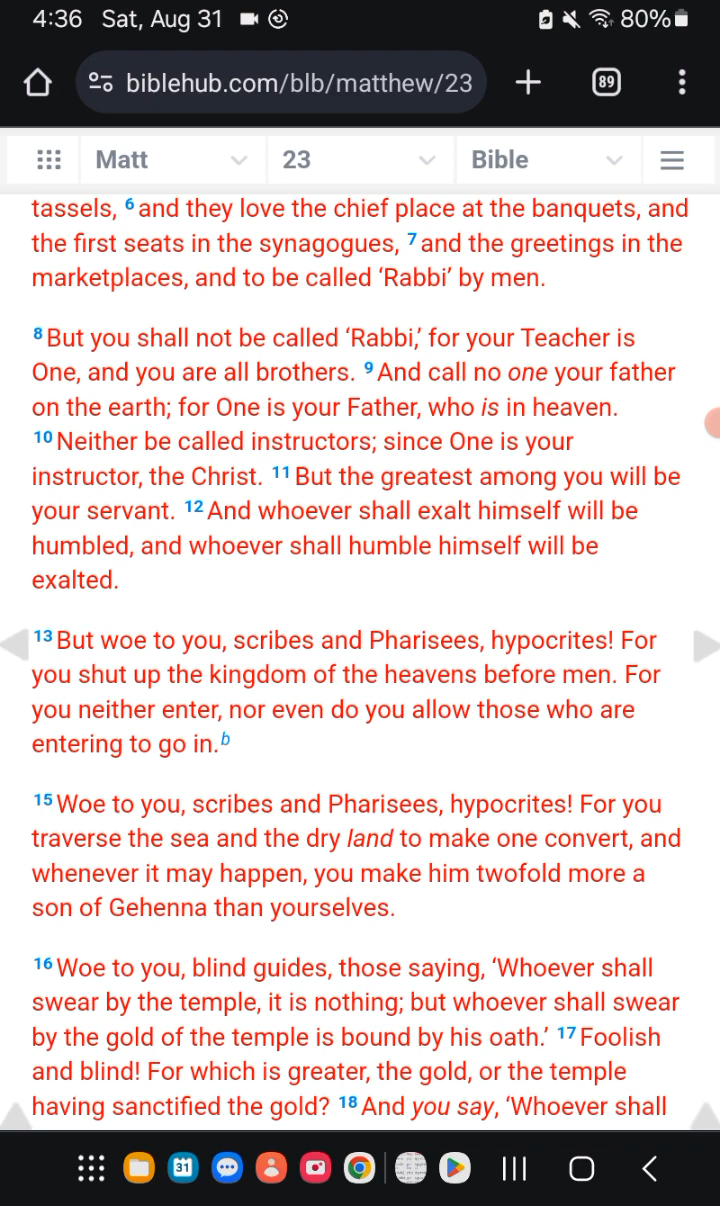 4:36 Sat, Aug 31 80%
biblehub.com/blb/matthew/23 89
Matt 23 Bible
tassels, 6 and they love the chief place at the banquets, and
the first seats in the synagogues, 7 and the greetings in the
marketplaces, and to be called ‘Rabbi’ by men.
8 But you shall not be called ‘Rabbi,’ for your Teacher is
One, and you are all brothers. 9 And call no one your father
on the earth; for One is your Father, who is in heaven.
10 Neither be called instructors; since One is your
instructor, the Christ. 11 But the greatest among you will be
your servant. 12 And whoever shall exalt himself will be
humbled, and whoever shall humble himself will be
exalted.
13 But woe to you, scribes and Pharisees, hypocrites! For
you shut up the kingdom of the heavens before men. For
you neither enter, nor even do you allow those who are
entering to go in. b
15 Woe to you, scribes and Pharisees, hypocrites! For you
traverse the sea and the dry land to make one convert, and
whenever it may happen, you make him twofold more a
son of Gehenna than yourselves.
16 Woe to you, blind guides, those saying, ‘Whoever shall
swear by the temple, it is nothing; but whoever shall swear
by the gold of the temple is bound by his oath.’ 17 Foolish
and blind! For which is greater, the gold, or the temple
having sanctified the gold? 18 And you say, ‘Whoever shall
31